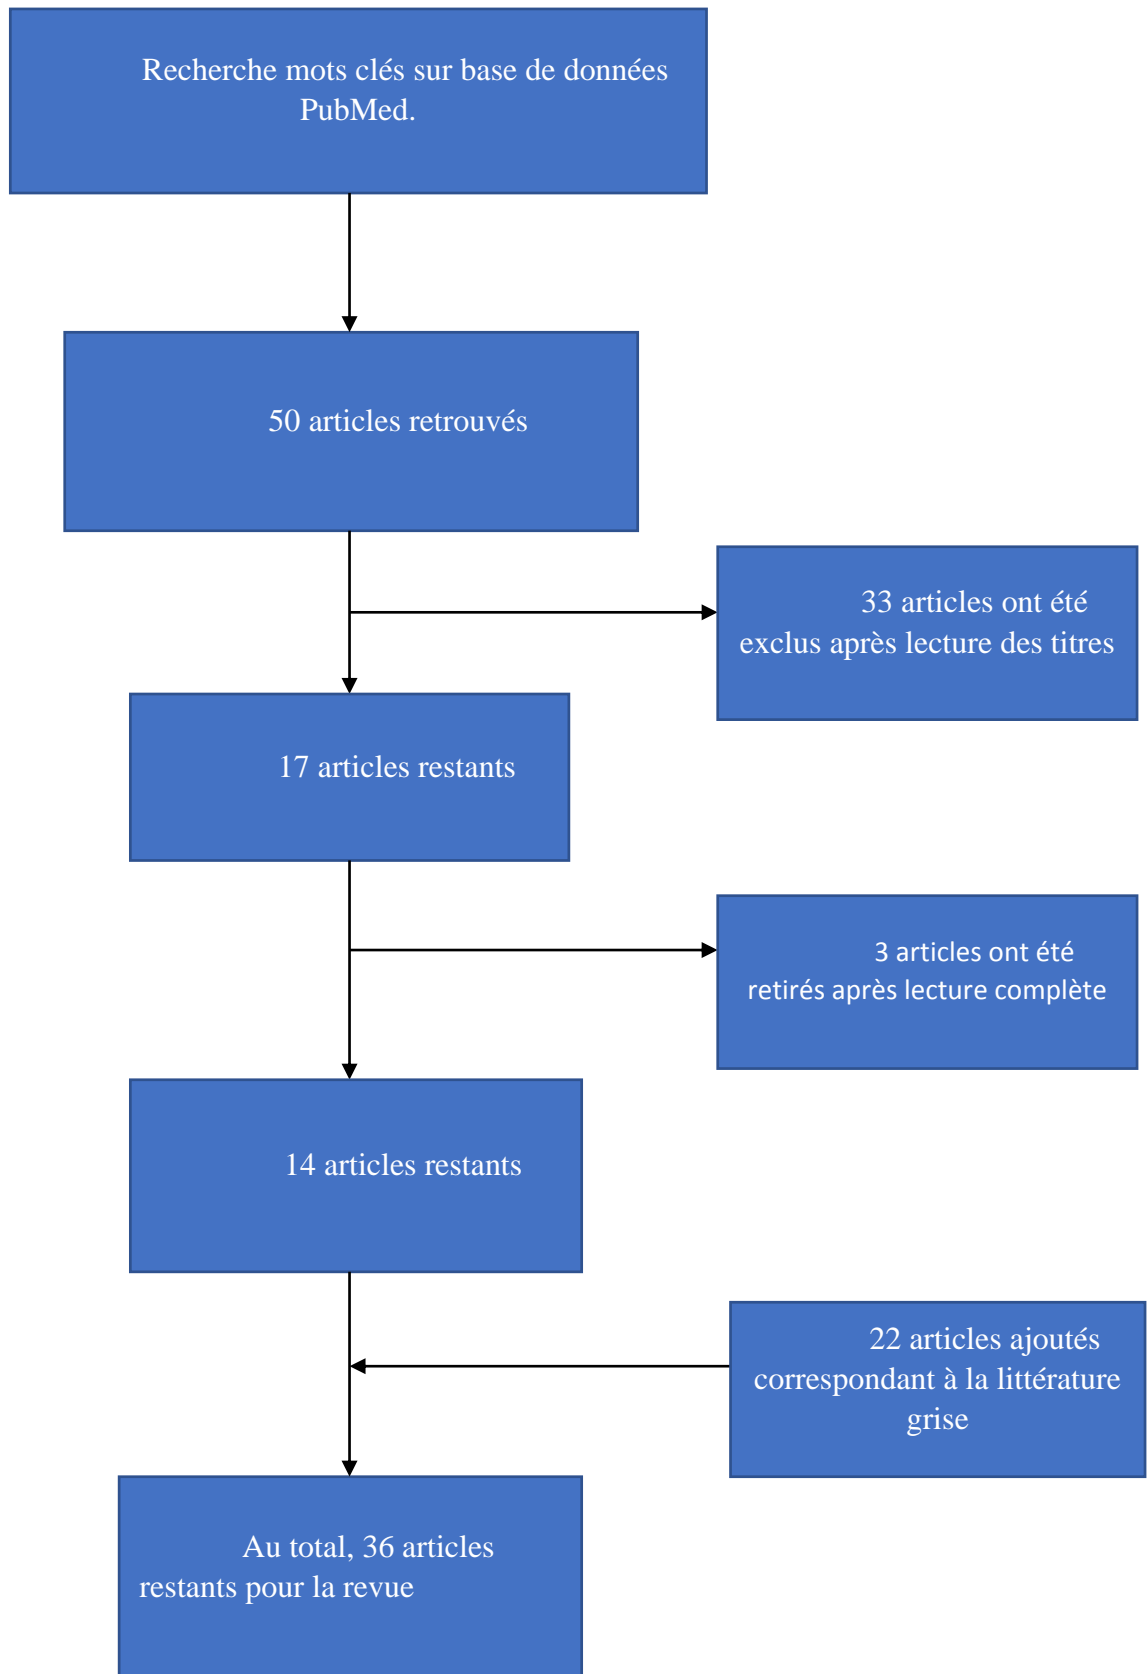 Recherche mots clés sur base de données
PubMed.
50 articles retrouvés
33 articles ont été
exclus après lecture des titres
17 articles restants
3 articles ont été
retirés après lecture complète
14 articles restants
22 articles ajoutés
correspondant à la littérature
grise
Au total, 36 articles
restants pour la revue